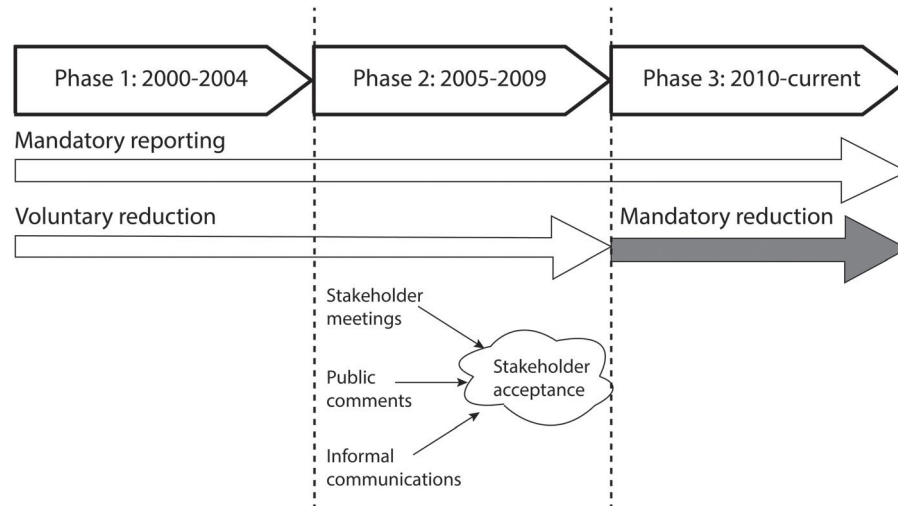 Phase 1: 2000-2004
Phase 2: 2005-2009
Phase 3: 2010-current
Mandatory reporting
Voluntary reduction
Mandatory reduction
Stakeholder
meetings
Public
comments
Informal
communications
Stakeholder
acceptance